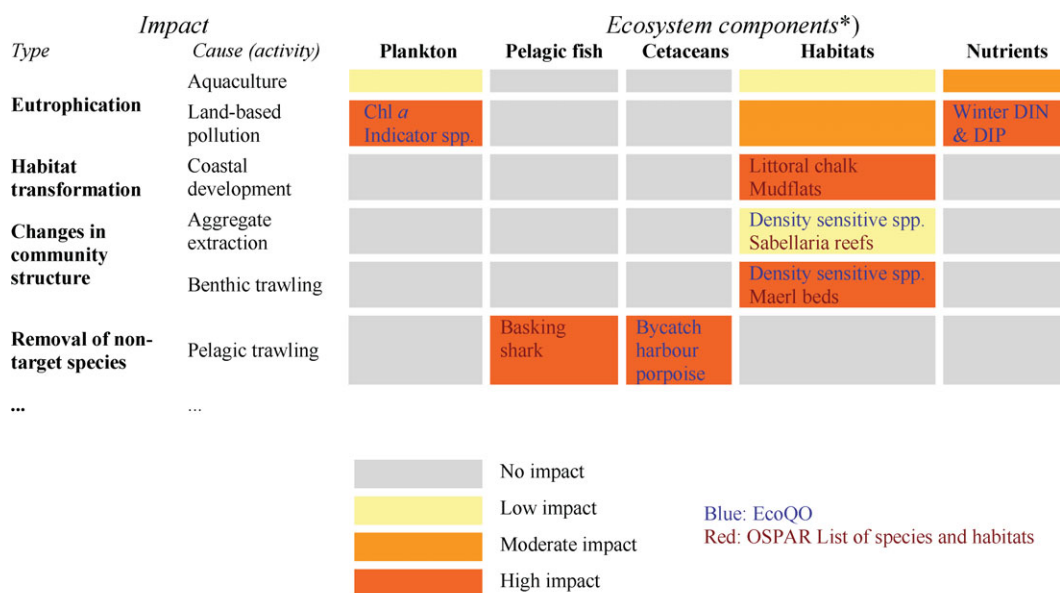 Impact Ecosystem components*)
Type Cause (activity) Plankton Pelagic fish Cetaceans Habitats Nutrients
Aquaculture
Eutrophication
Land-based
pollution
Chl a
Indicator spp.
Winter DIN
& DIP
Habitat
transformation
Coastal
development
Littoral chalk
Mudflats
Changes in
community
structure
Aggregate
extraction
Density sensitive spp.
Sabellaria reefs
Benthic trawling
Density sensitive spp.
Maerl beds
Removal of non-
target species
Pelagic trawling
Basking
shark
Bycatch
harbour
porpoise
... ...
No impact
Low impact
Moderate impact
High impact
Blue: EcoQO
Red: OSPAR List of species and habitats